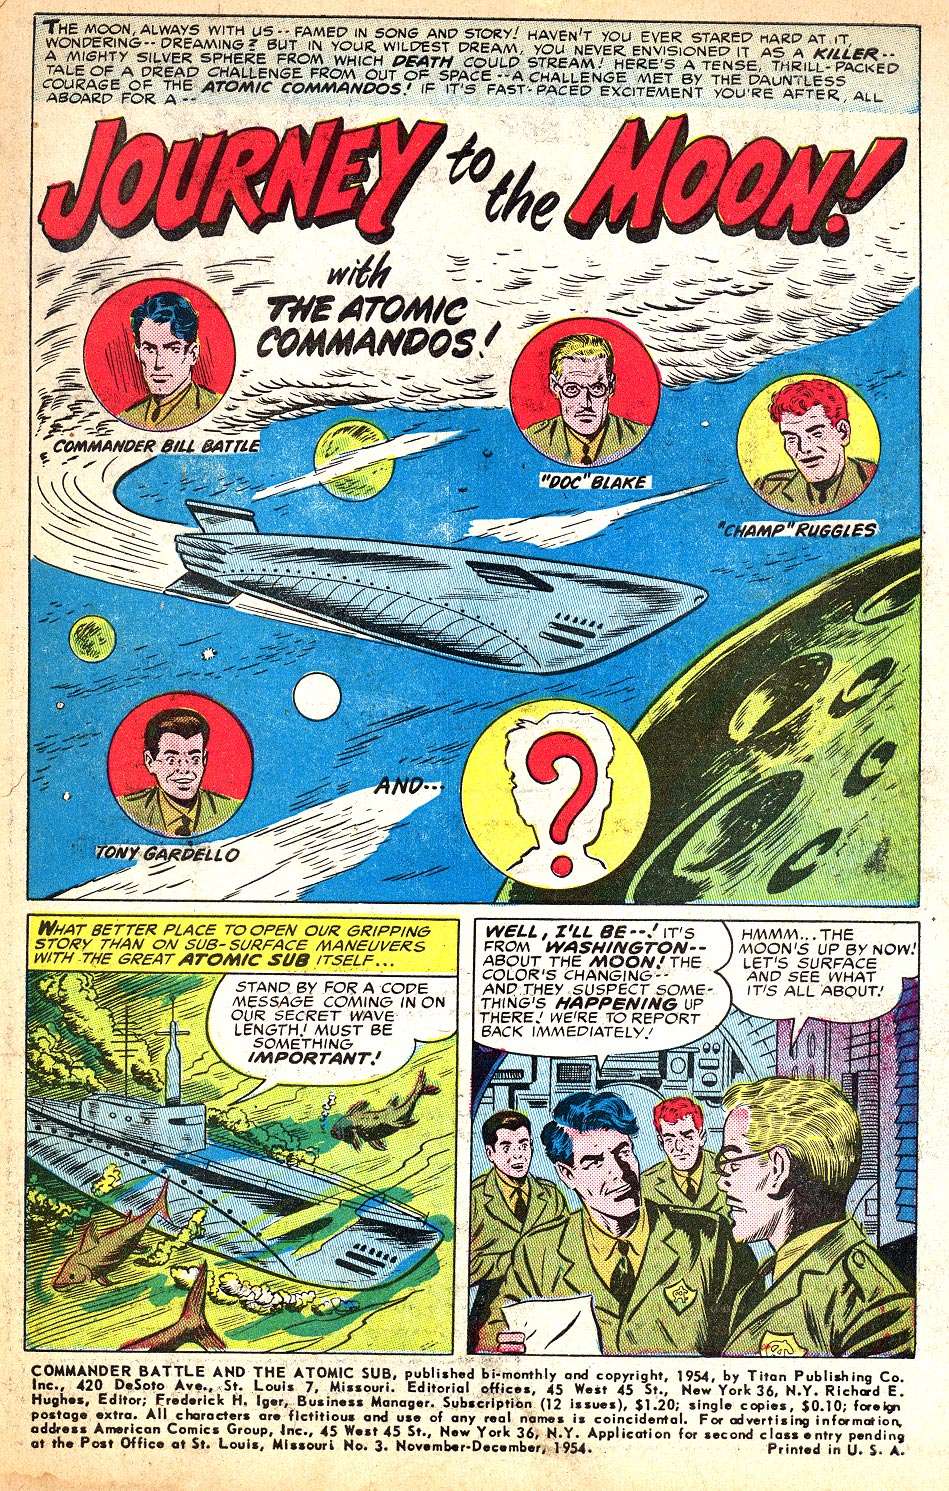 THE MOON, ALWAYS WITH US-- FAMED IN SONG AND STORY! HAVEN'T YOU EVER STARED HARD AT IT,
WONDERING-- DREAMING? BUT IN YOUR WILDEST DREAM, YOU NEVER ENVISIONED IT AS A KILLER--
A MIGHTY SILVER SPHERE FROM WHICH DEATH COULD STREAM! HERE'S A TENSE, THRILL-PACKED
TALE OF A DREAD CHALLENGE FROM OUT OF SPACE--A CHALLENGE MET BY THE DAUNTLESS
COURAGE OF THE ATOMIC COMMANDOS! IF IT'S FAST-PACED EXCITEMENT YOU'RE AFTER, ALL
ABOARD FOR A --
JOURNEY to the MOON!
with
THE ATOMIC
COMMANDOS!
COMMANDER BILL BATTLE
"DOC" BLAKE
"CHAMP" RUGGLES
TONY GARDELLO
AND---
?
WHAT BETTER PLACE TO OPEN OUR GRIPPING
STORY THAN ON SUB-SURFACE MANEUVERS
WITH THE GREAT ATOMIC SUB ITSELF...
STAND BY FOR A CODE
MESSAGE COMING IN ON
OUR SECRET WAVE
LENGTH! MUST BE
SOMETHING
IMPORTANT!
WELL, I'LL BE--! IT'S
FROM WASHINGTON--
ABOUT THE MOON! THE
COLOR'S CHANGING--
AND THEY SUSPECT SOME-
THING'S HAPPENING UP
THERE! WE'RE TO REPORT
BACK IMMEDIATELY!
HMMM... THE
MOON'S UP BY NOW!
LET'S SURFACE
AND SEE WHAT
IT'S ALL ABOUT!
COMMANDER BATTLE AND THE ATOMIC SUB, published bi-monthly and copyright, 1954, by Titan Publishing Co.
Inc., 420 DeSoto Ave., St. Louis 7, Missouri. Editorial offices, 45 West 45 St., New York 36, N.Y. Richard E.
Hughes, Editor; Frederick H. Iger, Business Manager. Subscription (12 issues), $1.20; single copies, $0.10; foreign
postage extra. All characters are fictitious and use of any real names is coincidental. For advertising information,
address American Comics Group, Inc., 45 West 45 St., New York 36, N.Y. Application for second class entry pending
at the Post Office at St. Louis, Missouri No. 3. November-December, 1954. Printed in U. S. A.